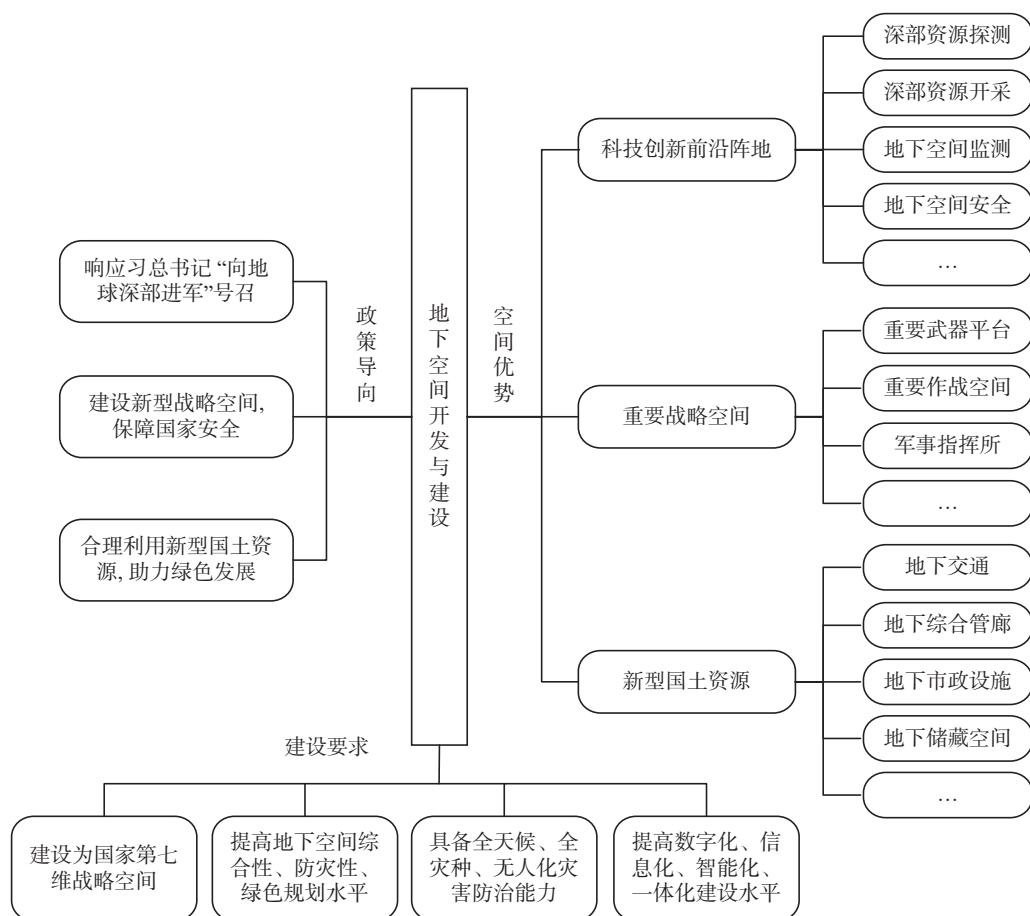 响应习总书记“向地
球深部进军”号召
建设新型战略空间,
保障国家安全
合理利用新型国土资
源, 助力绿色发展
政策导向
地下空间开发与建设
空间优势
科技创新前沿阵地
深部资源探测
深部资源开采
地下空间监测
地下空间安全
…
重要战略空间
重要武器平台
重要作战空间
军事指挥所
…
新型国土资源
地下交通
地下综合管廊
地下市政设施
地下储藏空间
…
建设要求
建设为国家第七
维战略空间
提高地下空间综
合性、防灾性、
绿色规划水平
具备全天候、全
灾种、无人化灾
害防治能力
提高数字化、信
息化、智能化、
一体化建设水平